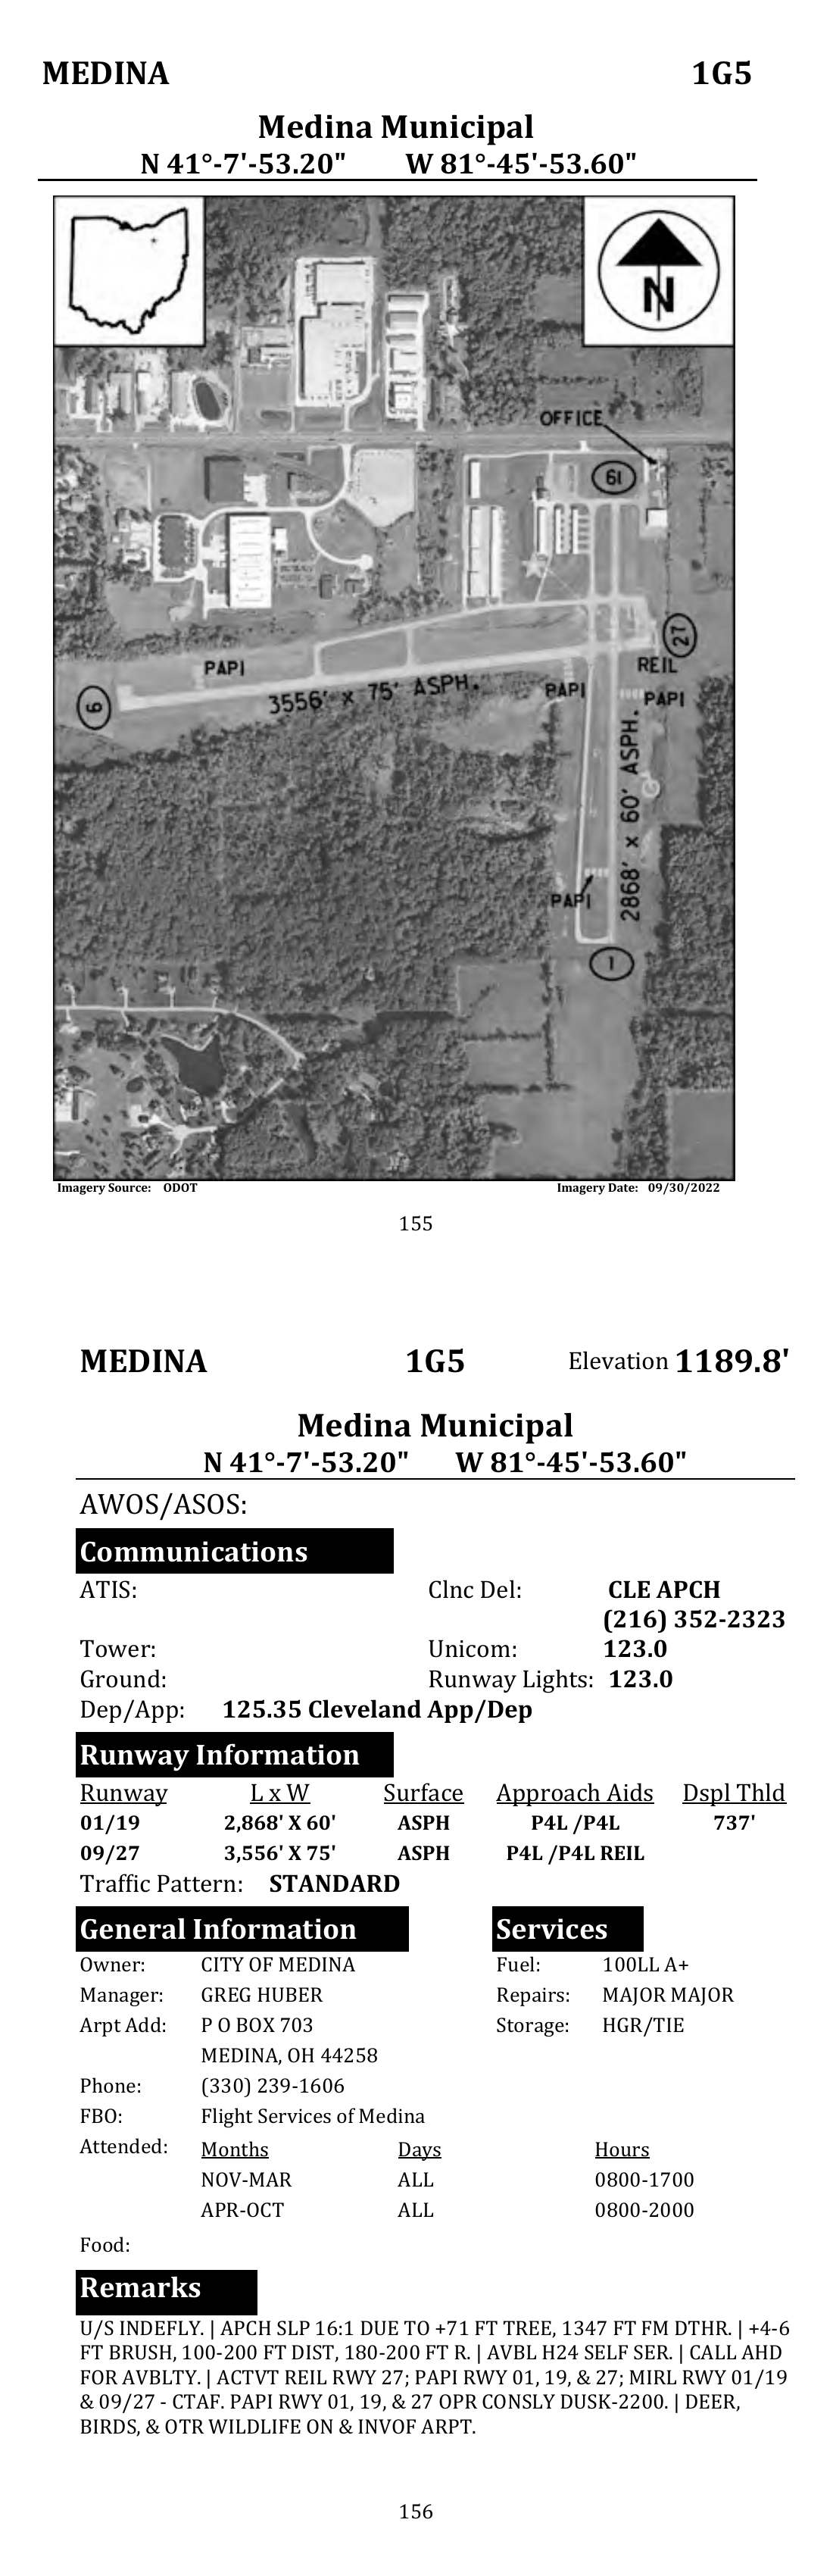 MEDINA 1G5
Medina Municipal
N 41°-7'-53.20" W 81°-45'-53.60"
N
OFFICE
19
27
PAPI
REIL
9
3556' x 75' ASPH.
PAPI
PAPI
2868' x 60' ASPH.
PAPI
1
Imagery Source: ODOT Imagery Date: 09/30/2022
155
MEDINA 1G5 Elevation 1189.8'
Medina Municipal
N 41°-7'-53.20" W 81°-45'-53.60"
AWOS/ASOS:
Communications
ATIS: Clnc Del: CLE APCH
(216) 352-2323
Tower: Unicom: 123.0
Ground: Runway Lights: 123.0
Dep/App: 125.35 Cleveland App/Dep
Runway Information
Runway L x W Surface Approach Aids Dspl Thld
01/19 2,868' X 60' ASPH P4L /P4L 737'
09/27 3,556' X 75' ASPH P4L /P4L REIL
Traffic Pattern: STANDARD
General Information Services
Owner: CITY OF MEDINA Fuel: 100LL A+
Manager: GREG HUBER Repairs: MAJOR MAJOR
Arpt Add: P O BOX 703 Storage: HGR/TIE
MEDINA, OH 44258
Phone: (330) 239-1606
FBO: Flight Services of Medina
Attended: Months Days Hours
NOV-MAR ALL 0800-1700
APR-OCT ALL 0800-2000
Food:
Remarks
U/S INDEFLY. | APCH SLP 16:1 DUE TO +71 FT TREE, 1347 FT FM DTHR. | +4-6
FT BRUSH, 100-200 FT DIST, 180-200 FT R. | AVBL H24 SELF SER. | CALL AHD
FOR AVBLTY. | ACTVT REIL RWY 27; PAPI RWY 01, 19, & 27; MIRL RWY 01/19
& 09/27 - CTAF. PAPI RWY 01, 19, & 27 OPR CONSLY DUSK-2200. | DEER,
BIRDS, & OTR WILDLIFE ON & INVOF ARPT.
156